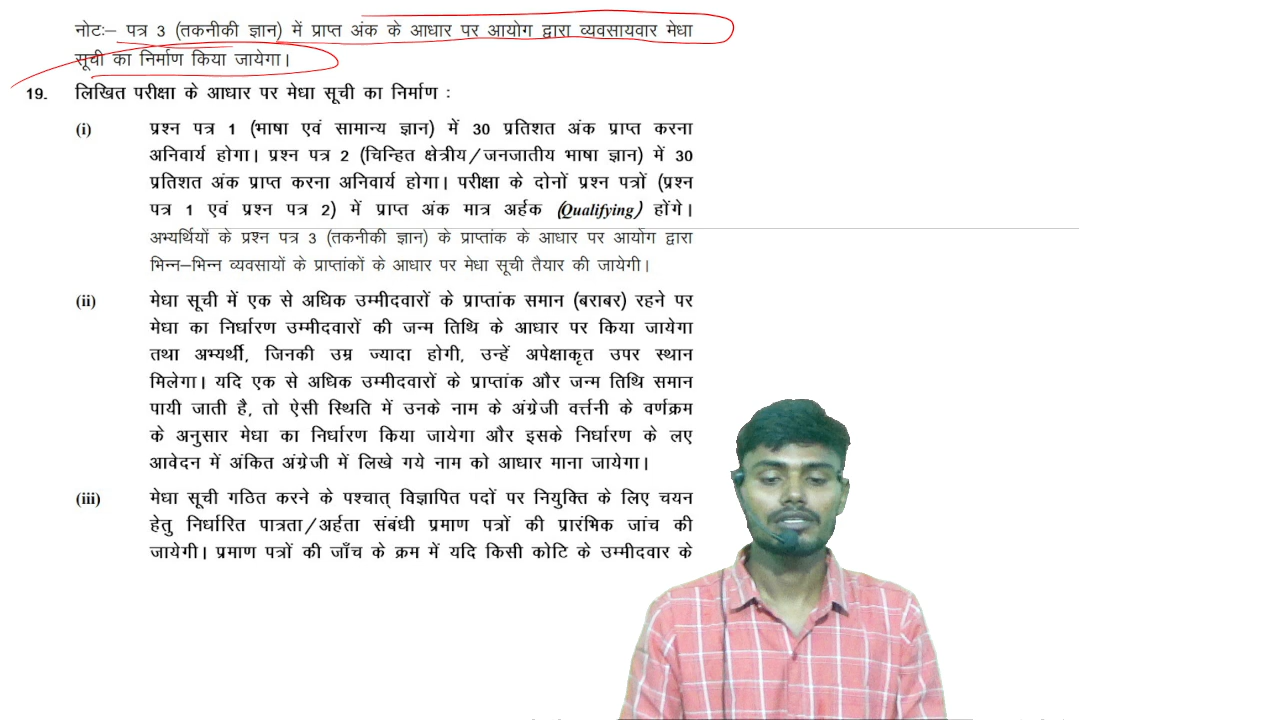 नोटः– पत्र 3 (तकनीकी ज्ञान) में प्राप्त अंक के आधार पर आयोग द्वारा व्यवसायवार मेधा
सूची का निर्माण किया जायेगा।
19. लिखित परीक्षा के आधार पर मेधा सूची का निर्माण :
(i) प्रश्न पत्र 1 (भाषा एवं सामान्य ज्ञान) में 30 प्रतिशत अंक प्राप्त करना
अनिवार्य होगा। प्रश्न पत्र 2 (चिन्हित क्षेत्रीय/जनजातीय भाषा ज्ञान) में 30
प्रतिशत अंक प्राप्त करना अनिवार्य होगा। परीक्षा के दोनों प्रश्न पत्रों (प्रश्न
पत्र 1 एवं प्रश्न पत्र 2) में प्राप्त अंक मात्र अर्हक (Qualifying) होंगे।
अभ्यर्थियों के प्रश्न पत्र 3 (तकनीकी ज्ञान) के प्राप्तांक के आधार पर आयोग द्वारा
भिन्न–भिन्न व्यवसायों के प्राप्तांकों के आधार पर मेधा सूची तैयार की जायेगी।
(ii) मेधा सूची में एक से अधिक उम्मीदवारों के प्राप्तांक समान (बराबर) रहने पर
मेधा का निर्धारण उम्मीदवारों की जन्म तिथि के आधार पर किया जायेगा
तथा अभ्यर्थी, जिनकी उम्र ज्यादा होगी, उन्हें अपेक्षाकृत उपर स्थान
मिलेगा। यदि एक से अधिक उम्मीदवारों के प्राप्तांक और जन्म तिथि समान
पायी जाती है, तो ऐसी स्थिति में उनके नाम के अंग्रेजी वर्त्तनी के वर्णक्रम
के अनुसार मेधा का निर्धारण किया जायेगा और इसके निर्धारण के लए
आवेदन में अंकित अंग्रेजी में लिखे गये नाम को आधार माना जायेगा।
(iii) मेधा सूची गठित करने के पश्चात् विज्ञापित पदों पर नियुक्ति के लिए चयन
हेतु निर्धारित पात्रता/अर्हता संबंधी प्रमाण पत्रों की प्रारंभिक जांच की
जायेगी। प्रमाण पत्रों की जाँच के क्रम में यदि किसी कोटि के उम्मीदवार के